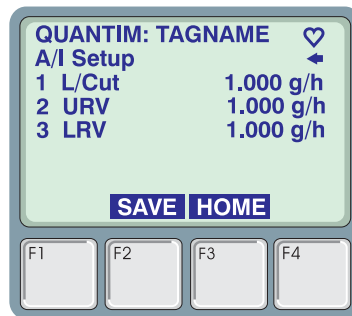 QUANTIM: TAGNAME
A/I Setup
1 L/Cut 1.000 g/h
2 URV 1.000 g/h
3 LRV 1.000 g/h
SAVE HOME
F1 F2 F3 F4